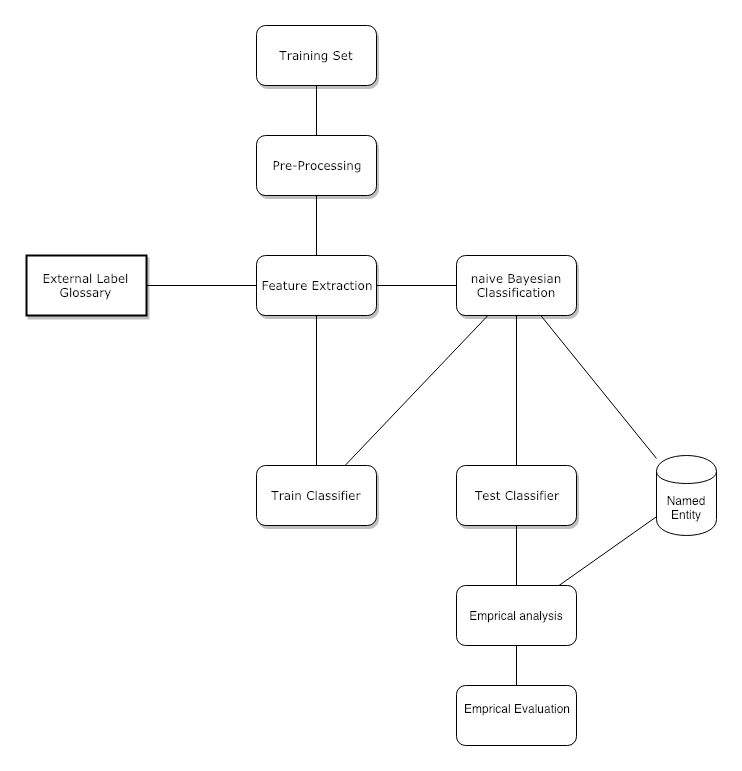 Training Set
Pre-Processing
External Label
Glossary
Feature Extraction
naive Bayesian
Classification
Train Classifier
Test Classifier
Named
Entity
Emprical analysis
Emprical Evaluation